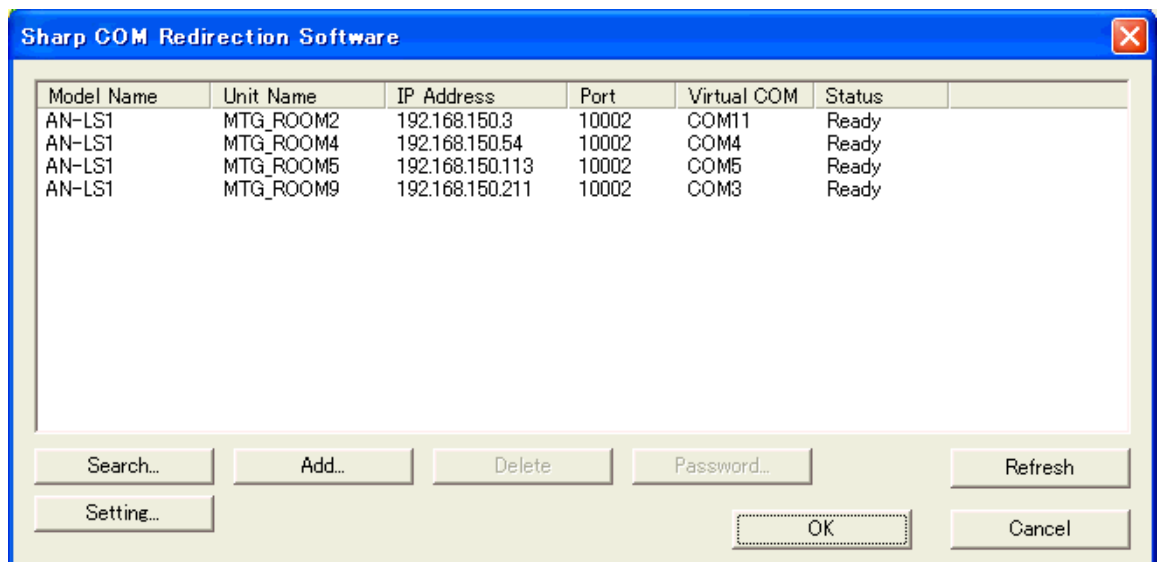 Sharp COM Redirection Software
Model Name Unit Name IP Address Port Virtual COM Status
AN-LS1 MTG_ROOM2 192.168.150.3 10002 COM11 Ready
AN-LS1 MTG_ROOM4 192.168.150.54 10002 COM4 Ready
AN-LS1 MTG_ROOM5 192.168.150.113 10002 COM5 Ready
AN-LS1 MTG_ROOM9 192.168.150.211 10002 COM3 Ready
Search... Add... Delete Password... Refresh
Setting... OK Cancel